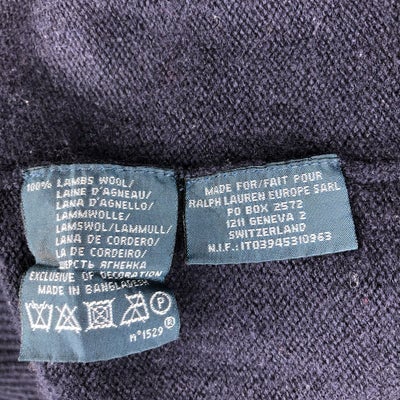 100% LAMBS WOOL/
LAINE D'AGNEAU/
LANA D'AGNELLO/
LAMMWOLLE/
LAMSWOL/LAMMULL/
LANA DE CORDERO/
LA DE CORDEIRO/
ШЕРСТЬ ЯГНЕНКА
EXCLUSIVE OF DECORATION
MADE IN BANGLADESH
P
N°1529 ®
MADE FOR/FAIT POUR
RALPH LAUREN EUROPE SARL
PO BOX 2572
1211 GENEVA 2
SWITZERLAND
N.I.F.:IT03945310963